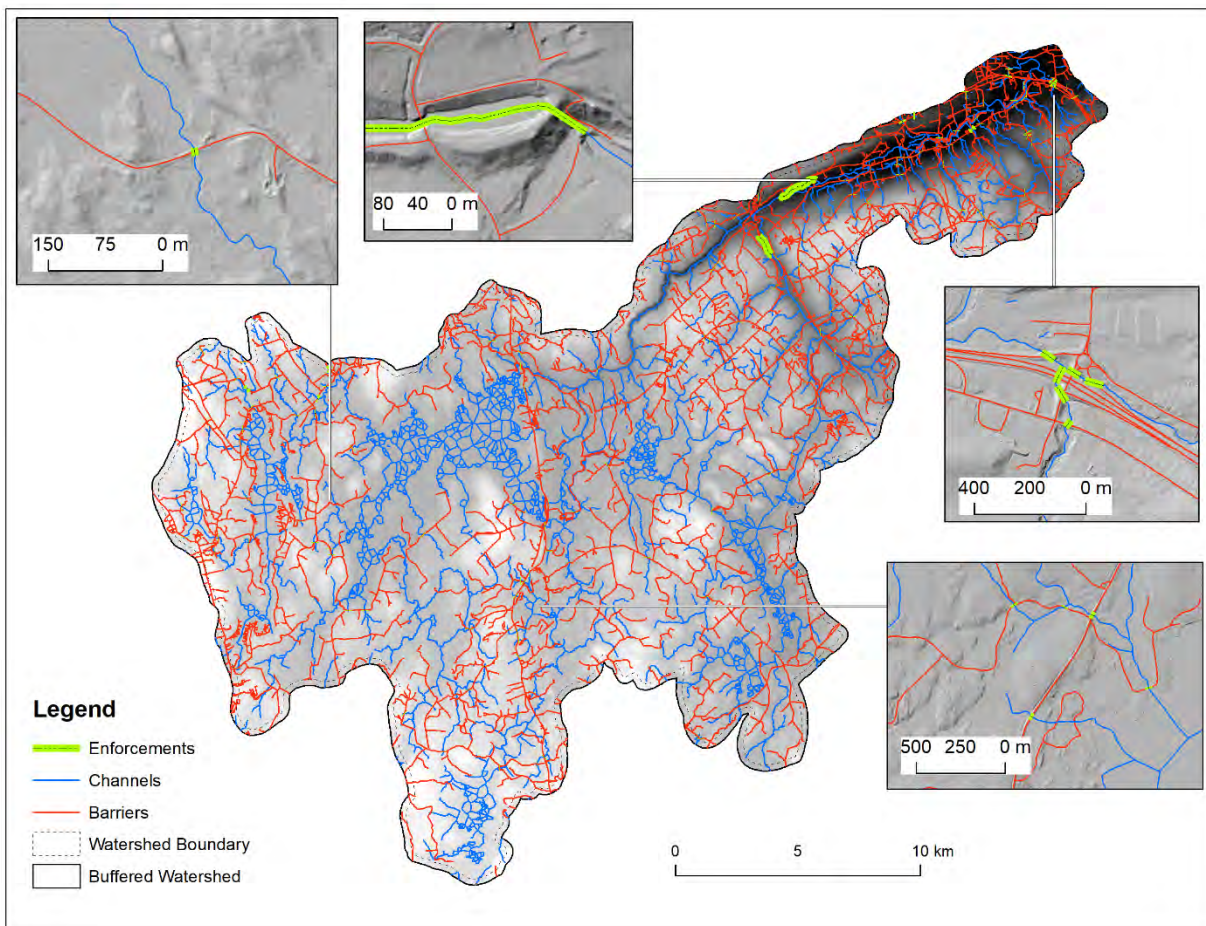 150 75 0 m
80 40 0 m
400 200 0 m
500 250 0 m
Legend
Enforcements
Channels
Barriers
Watershed Boundary
Buffered Watershed
0 5 10 km